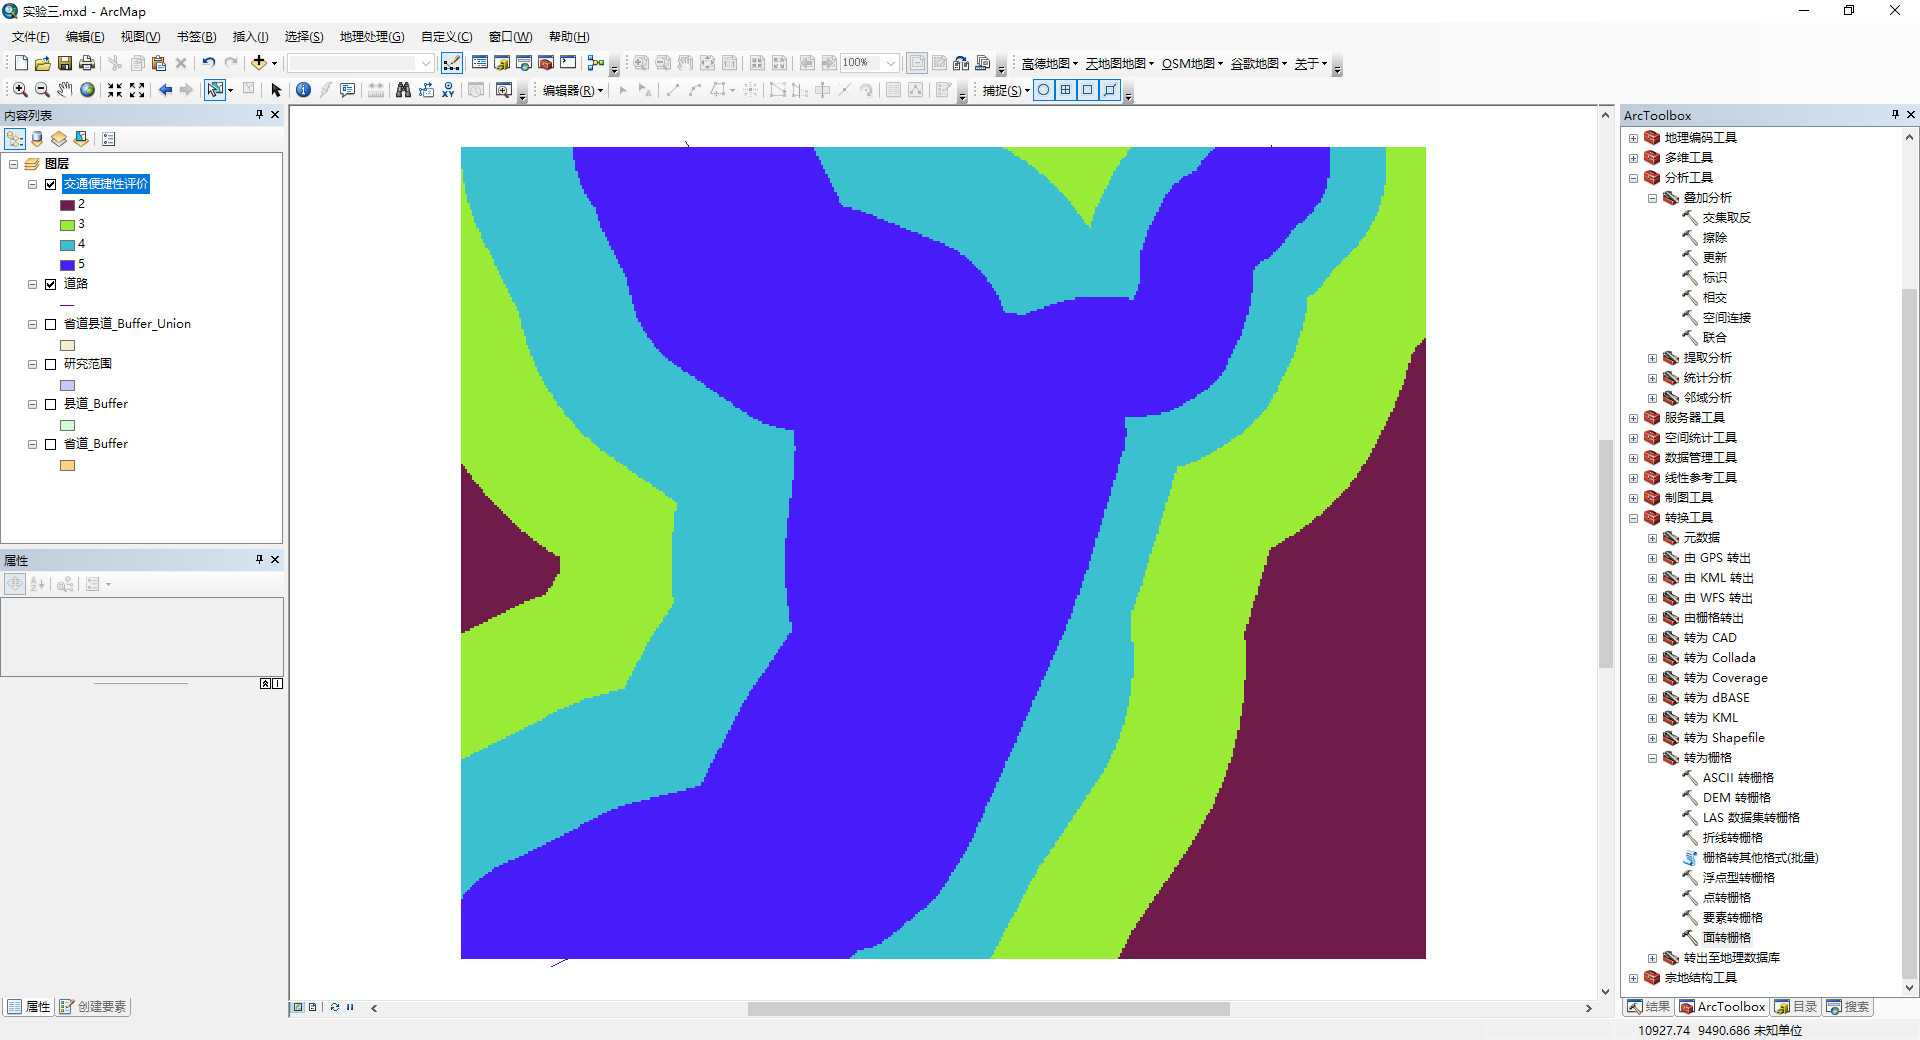 实验三.mxd - ArcMap
文件(F) 编辑(E) 视图(V) 书签(B) 插入(I) 选择(S) 地理处理(G) 自定义(C) 窗口(W) 帮助(H)
100% 高德地图 天地图地图 OSM地图 谷歌地图 关于
编辑器(R) 捕捉(S)
内容列表
图层
交通便捷性评价
2
3
4
5
道路
省道县道_Buffer_Union
研究范围
县道_Buffer
省道_Buffer
属性
属性 创建要素
ArcToolbox
地理编码工具
多维工具
分析工具
叠加分析
交集取反
擦除
更新
标识
相交
空间连接
联合
提取分析
统计分析
邻域分析
服务器工具
空间统计工具
数据管理工具
线性参考工具
制图工具
转换工具
元数据
由 GPS 转出
由 KML 转出
由 WFS 转出
由栅格转出
转为 CAD
转为 Collada
转为 Coverage
转为 dBASE
转为 KML
转为 Shapefile
转为栅格
ASCII 转栅格
DEM 转栅格
LAS 数据集转栅格
折线转栅格
栅格转其他格式(批量)
浮点型转栅格
点转栅格
要素转栅格
面转栅格
转出至地理数据库
宗地结构工具
结果 ArcToolbox 目录 搜索
10927.74 9490.686 未知单位